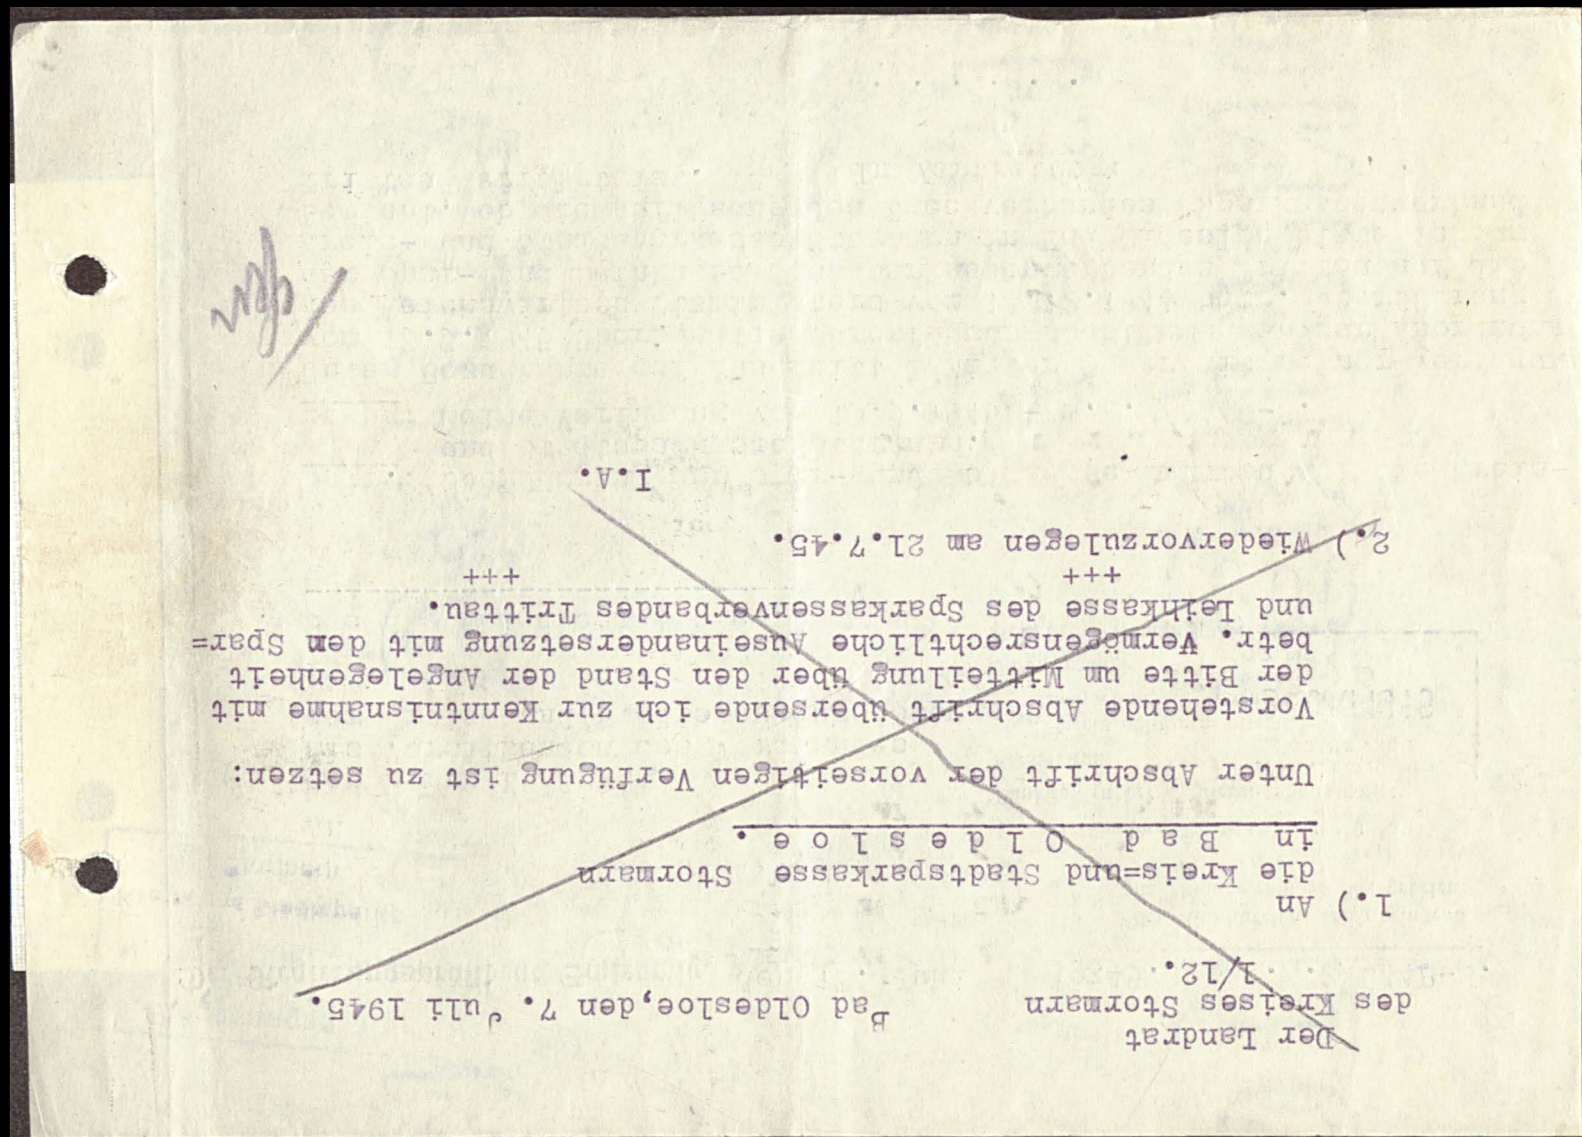 Der Landrat
des Kreises Stormarn
1/12.
Bad Oldesloe,den 7. Juli 1945.
1.) An
die Kreis=und Stadtsparkasse Stormarn
in Bad Oldesloe.
Unter Abschrift der vorseitigen Verfügung ist zu setzen:
Vorstehende Abschrift übersende ich zur Kenntnisnahme mit
der Bitte um Mitteilung über den Stand der Angelegenheit
betr. Vermögensrechtliche Auseinandersetzung mit dem Spar=
und Leihkasse des Sparkassenverbandes Trittau.
+++ +++
2.) Wiedervorzulegen am 21.7.45.
I.A.